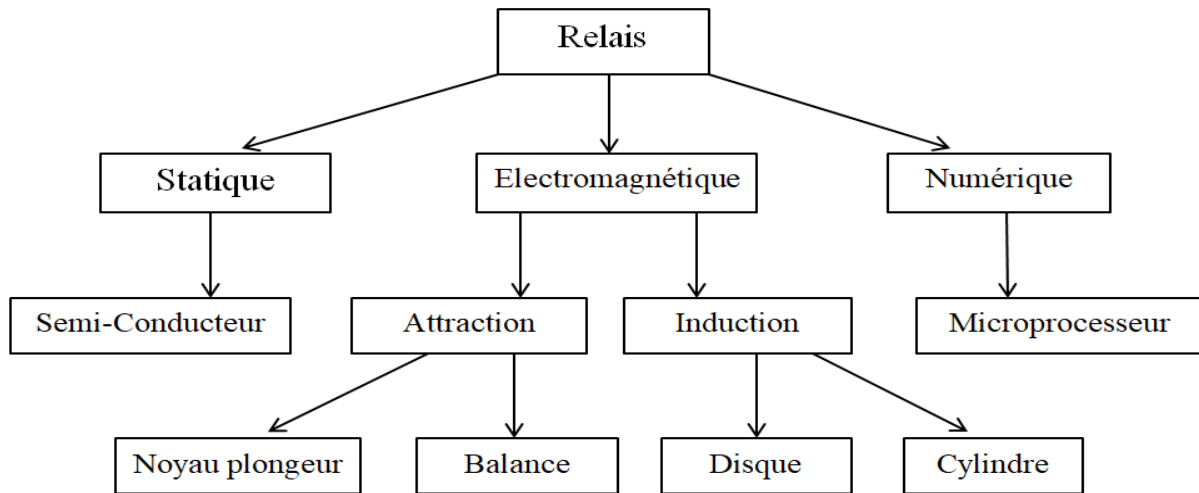 Relais
Statique
Electromagnétique
Numérique
Semi-Conducteur
Attraction
Induction
Microprocesseur
Noyau plongeur
Balance
Disque
Cylindre